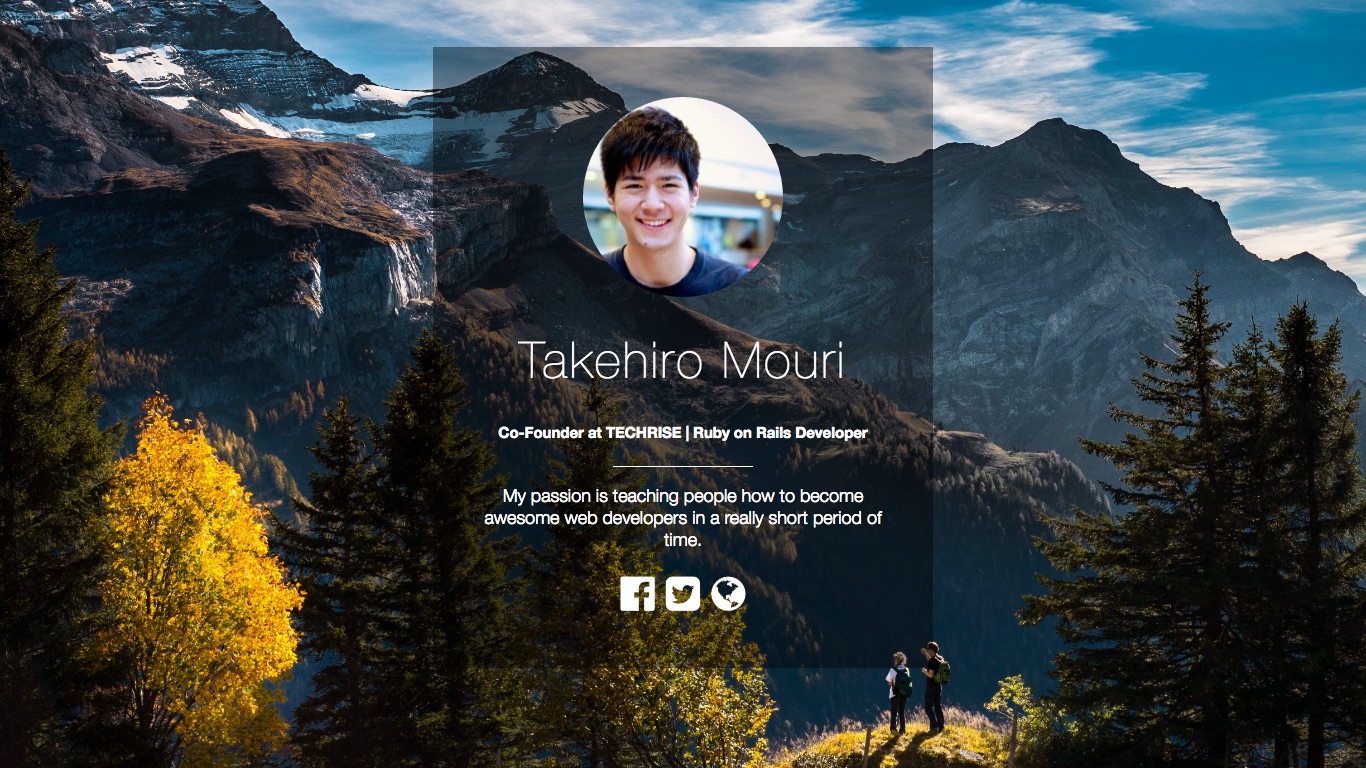 Takehiro Mouri
Co-Founder at TECHRISE | Ruby on Rails Developer
My passion is teaching people how to become
awesome web developers in a really short period of
time.